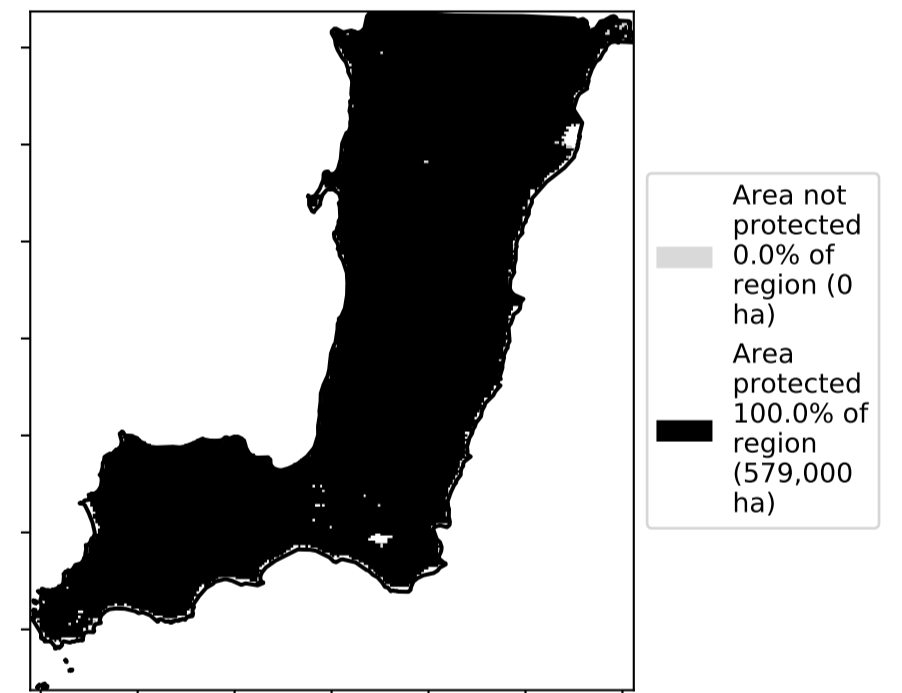 Area not
protected
0.0% of
region (0
ha)
Area
protected
100.0% of
region
(579,000
ha)